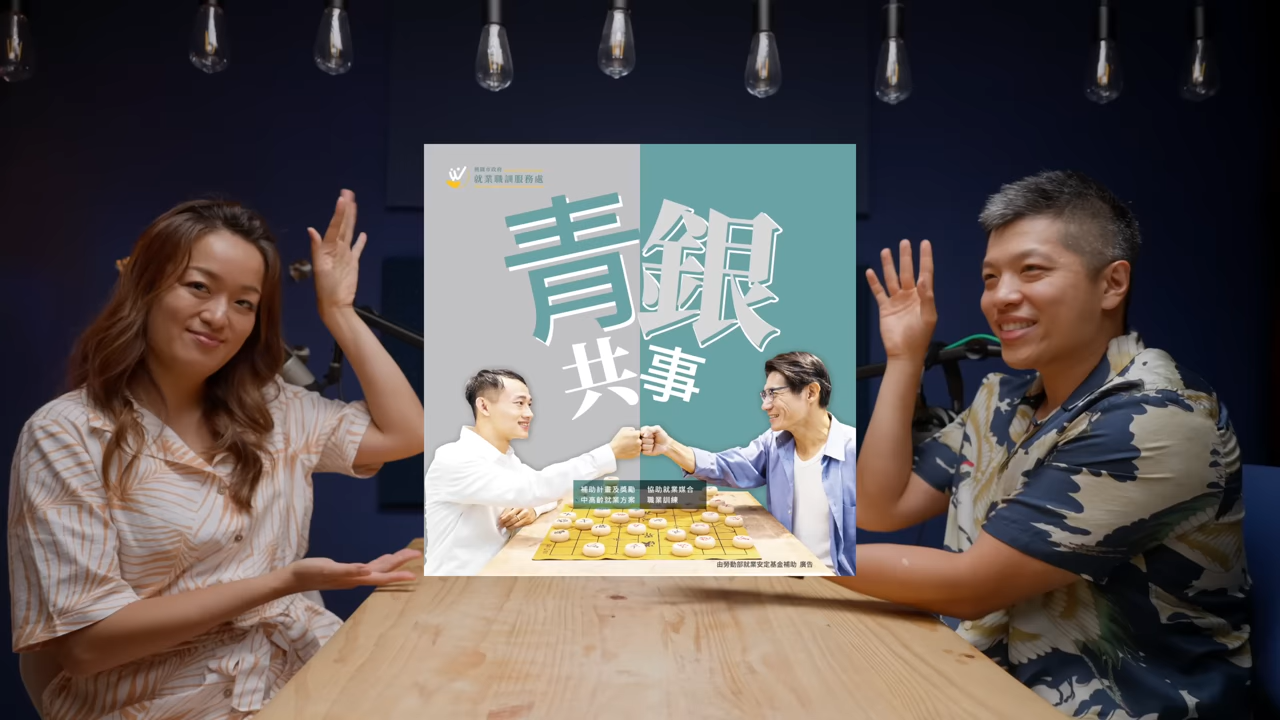 就業職訓服務處
青銀
共事
補助計畫及獎勵 協助就業媒合
中高齡就業方案 職業訓練
由勞動部就業安定基金補助 廣告